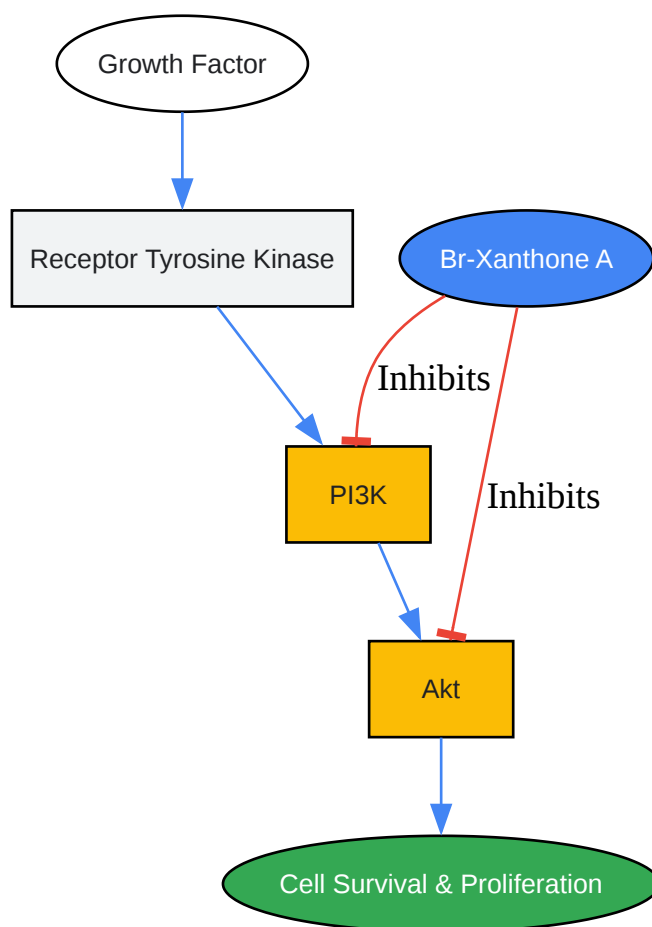 Growth Factor
Receptor Tyrosine Kinase
Br-Xanthone A
Inhibits
PI3K
Inhibits
Akt
Cell Survival & Proliferation